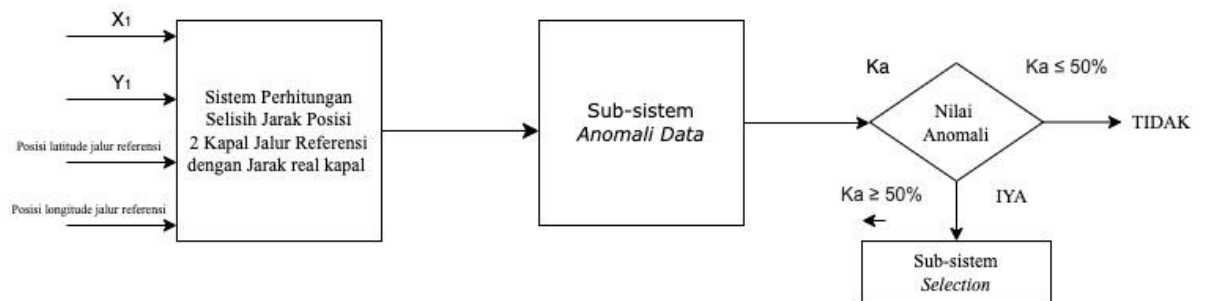 X1
Y1
Posisi latitude jalur referensi
Posisi longitude jalur referensi
Sistem Perhitungan
Selisih Jarak Posisi
2 Kapal Jalur Referensi
dengan Jarak real kapal
Sub-sistem
Anomali Data
Ka
Nilai
Anomali
Ka ≤ 50%
TIDAK
Ka ≥ 50%
IYA
Sub-sistem
Selection